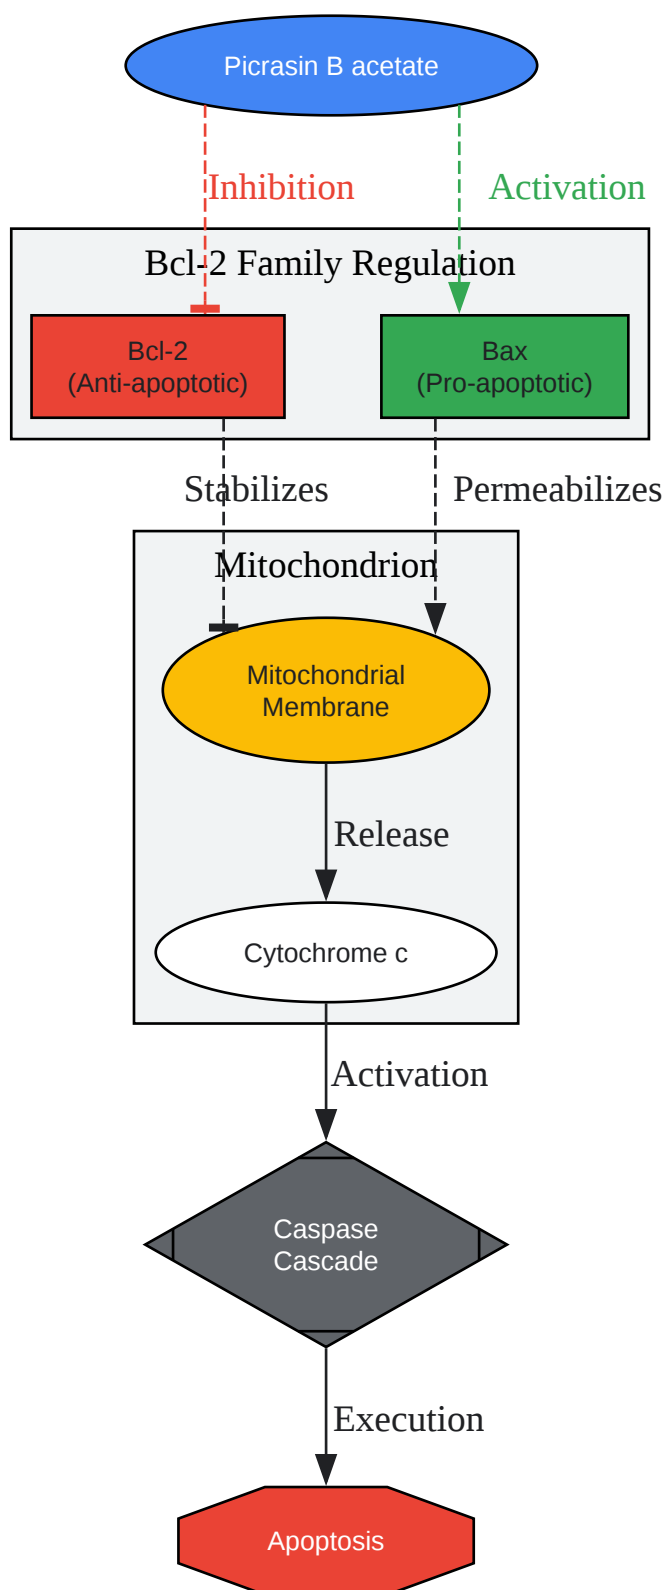 Picrasin B acetate
Inhibition
Activation
Bcl-2 Family Regulation
Bcl-2
(Anti-apoptotic)
Bax
(Pro-apoptotic)
Stabilizes
Permeabilizes
Mitochondrion
Mitochondrial
Membrane
Release
Cytochrome c
Activation
Caspase
Cascade
Execution
Apoptosis